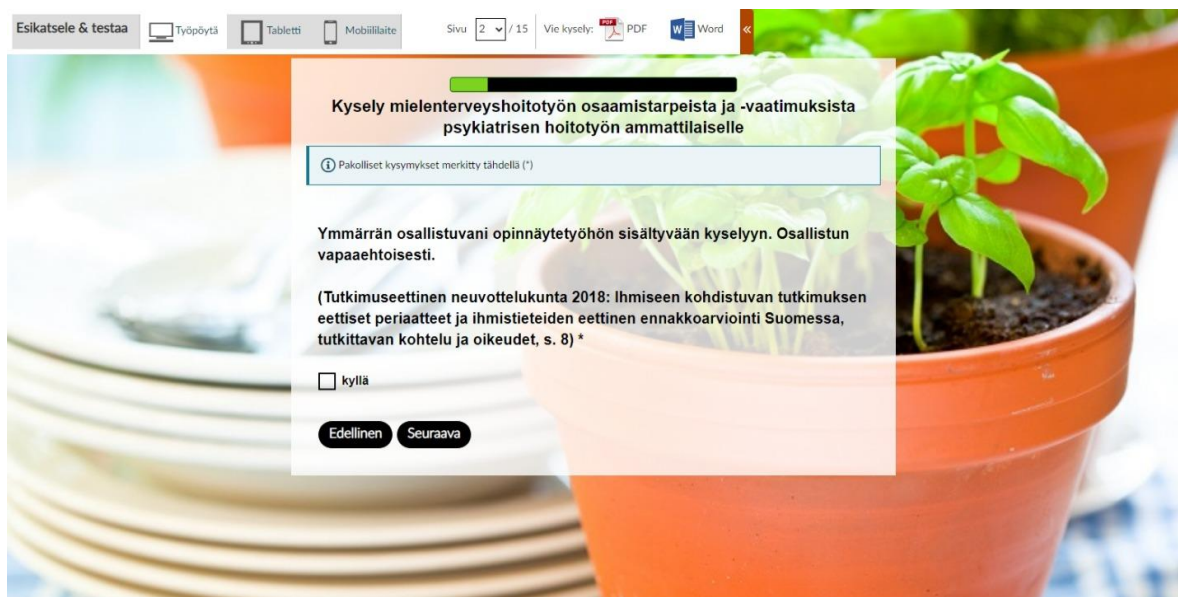 Esikatsele & testaa Työpöytä Tabletti Mobiililaite Sivu 2 / 15 Vie kysely: PDF PDF W Word «
Kysely mielenterveyshoitotyön osaamistarpeista ja -vaatimuksista
psykiatrisen hoitotyön ammattilaiselle
Pakolliset kysymykset merkitty tähdellä (*)
Ymmärrän osallistuvani opinnäytetyöhön sisältyvään kyselyyn. Osallistun
vapaaehtoisesti.
(Tutkimuseettinen neuvottelukunta 2018: Ihmiseen kohdistuvan tutkimuksen
eettiset periaatteet ja ihmistieteiden eettinen ennakkoarviointi Suomessa,
tutkittavan kohtelu ja oikeudet, s. 8) *
kyllä
Edellinen Seuraava